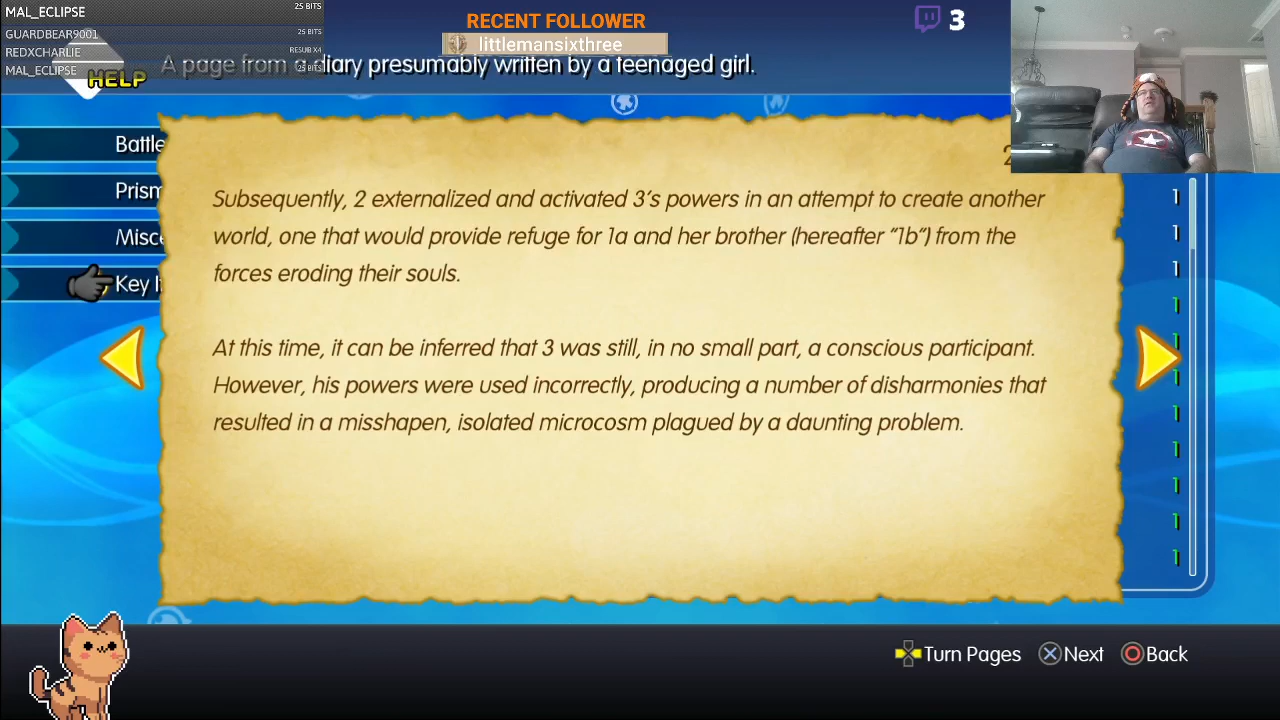 MAL_ECLIPSE 25 BITS
GUARDBEAR9001 25 BITS
REDXCHARLIE RESUB X4
MAL_ECLIPSE 25 BITS
RECENT FOLLOWER
littlemansixthree
3
HELP
A page from a diary presumably written by a teenaged girl.
Battle
Prism
Misce
Key I
2
Subsequently, 2 externalized and activated 3's powers in an attempt to create another
world, one that would provide refuge for 1a and her brother (hereafter "1b") from the
forces eroding their souls.
At this time, it can be inferred that 3 was still, in no small part, a conscious participant.
However, his powers were used incorrectly, producing a number of disharmonies that
resulted in a misshapen, isolated microcosm plagued by a daunting problem.
1
1
1
1
1
1
1
1
1
1
1
Turn Pages Next Back